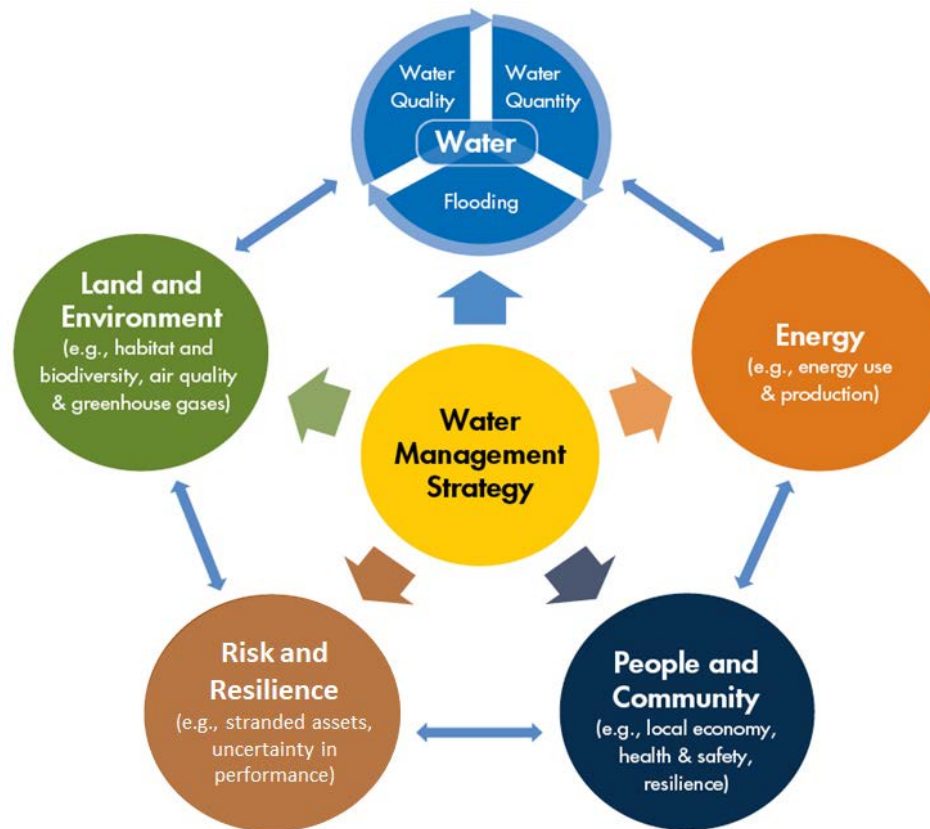 Water
Quality
Water
Quantity
Water
Flooding
Land and
Environment
(e.g., habitat and
biodiversity, air quality
& greenhouse gases)
Energy
(e.g., energy use
& production)
Water
Management
Strategy
Risk and
Resilience
(e.g., stranded assets,
uncertainty in
performance)
People and
Community
(e.g., local economy,
health & safety,
resilience)